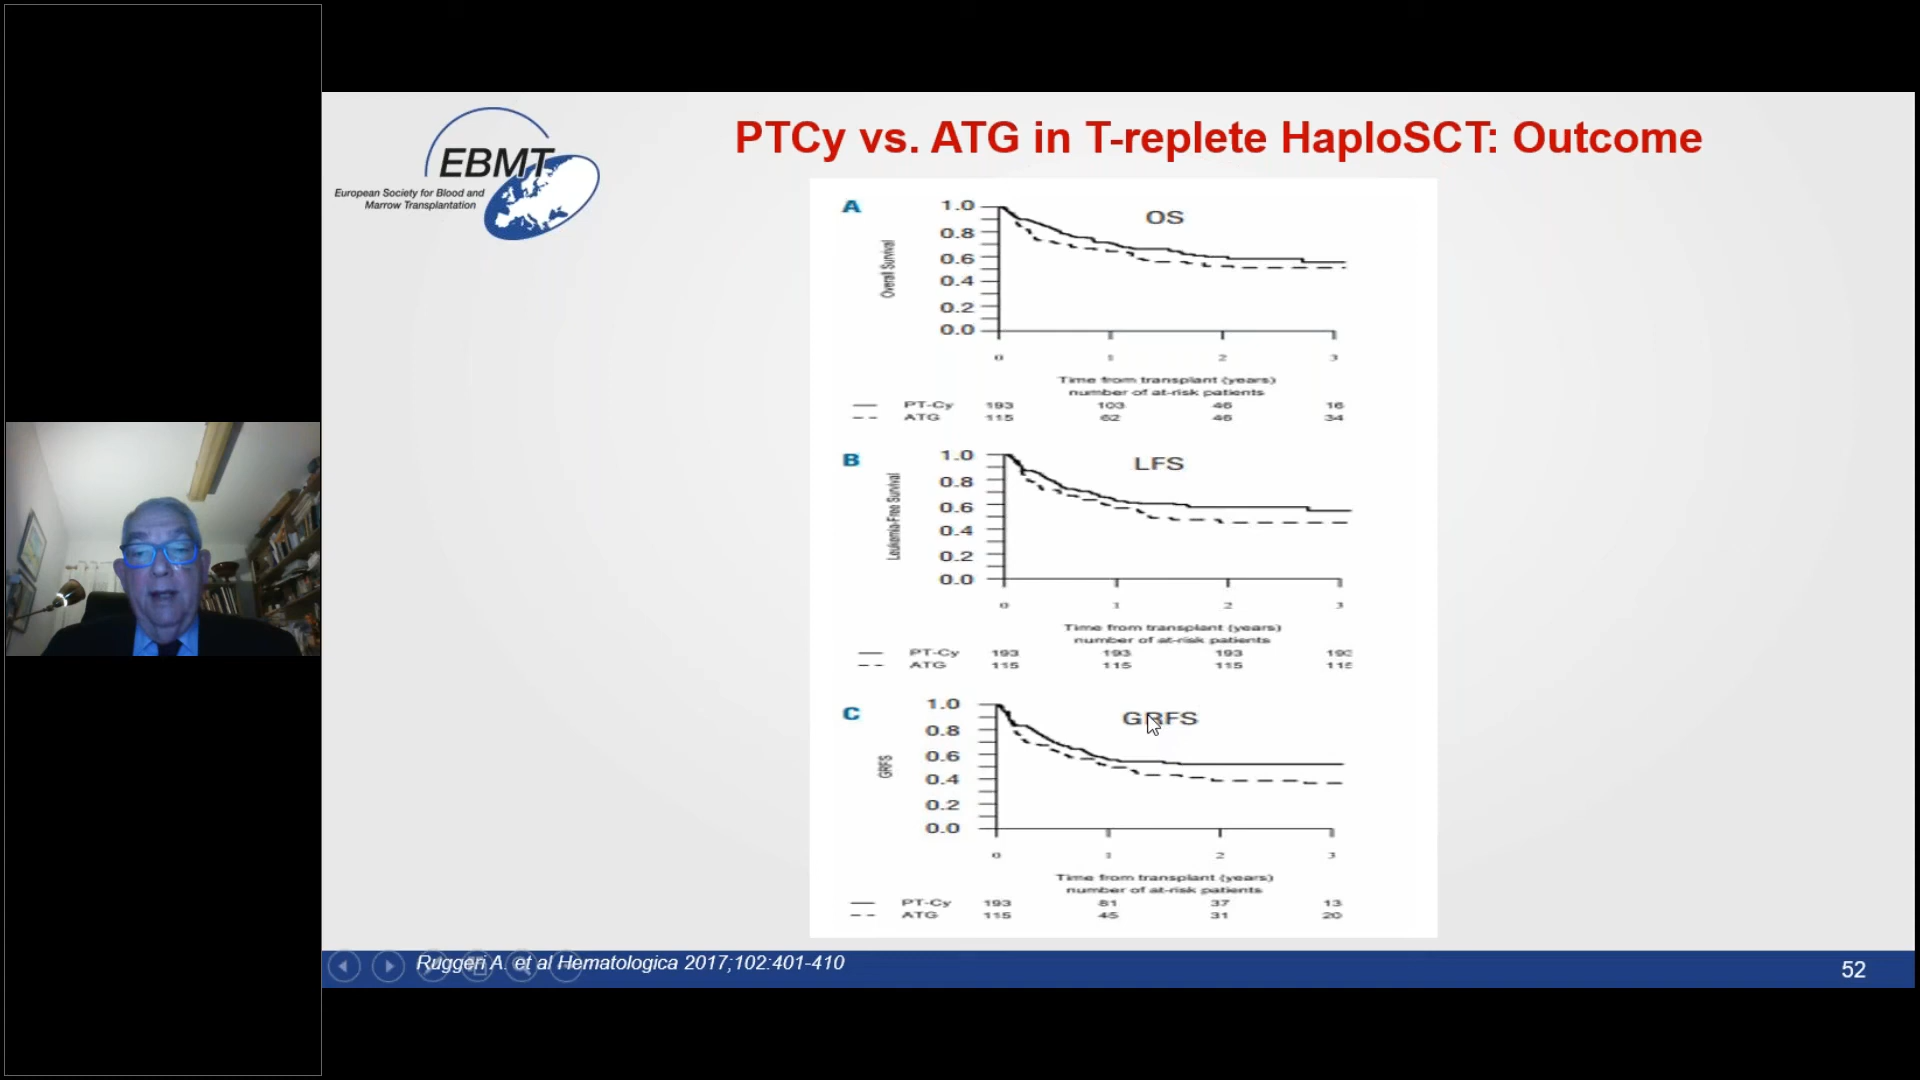 EBMT
European Society for Blood and
Marrow Transplantation
PTCy vs. ATG in T-replete HaploSCT: Outcome
A
OS
Overall Survival
1.0
0.8
0.6
0.4
0.2
0.0
0 1 2 3
Time from transplant (years)
number of at-risk patients
PT-Cy 193 103 46 16
ATG 115 62 46 34
B
LFS
Leukemia-Free Survival
1.0
0.8
0.6
0.4
0.2
0.0
0 1 2 3
Time from transplant (years)
number of at-risk patients
PT-Cy 193 193 193 193
ATG 115 115 115 115
C
GRFS
GRFS
1.0
0.8
0.6
0.4
0.2
0.0
0 1 2 3
Time from transplant (years)
number of at-risk patients
PT-Cy 193 81 37 13
ATG 115 45 31 20
Ruggeri A. et al Hematologica 2017;102:401-410
52